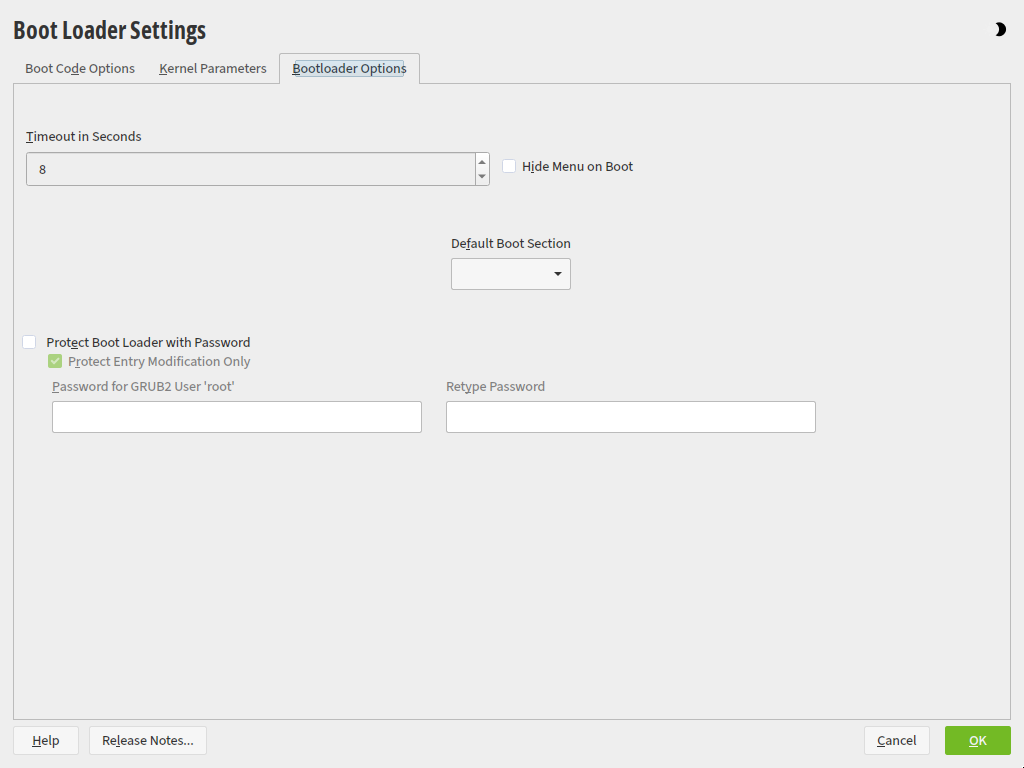 Boot Loader Settings
Boot Code Options Kernel Parameters Bootloader Options
Timeout in Seconds
8 Hide Menu on Boot
Default Boot Section
Protect Boot Loader with Password
Protect Entry Modification Only
Password for GRUB2 User 'root' Retype Password
Help Release Notes... Cancel OK